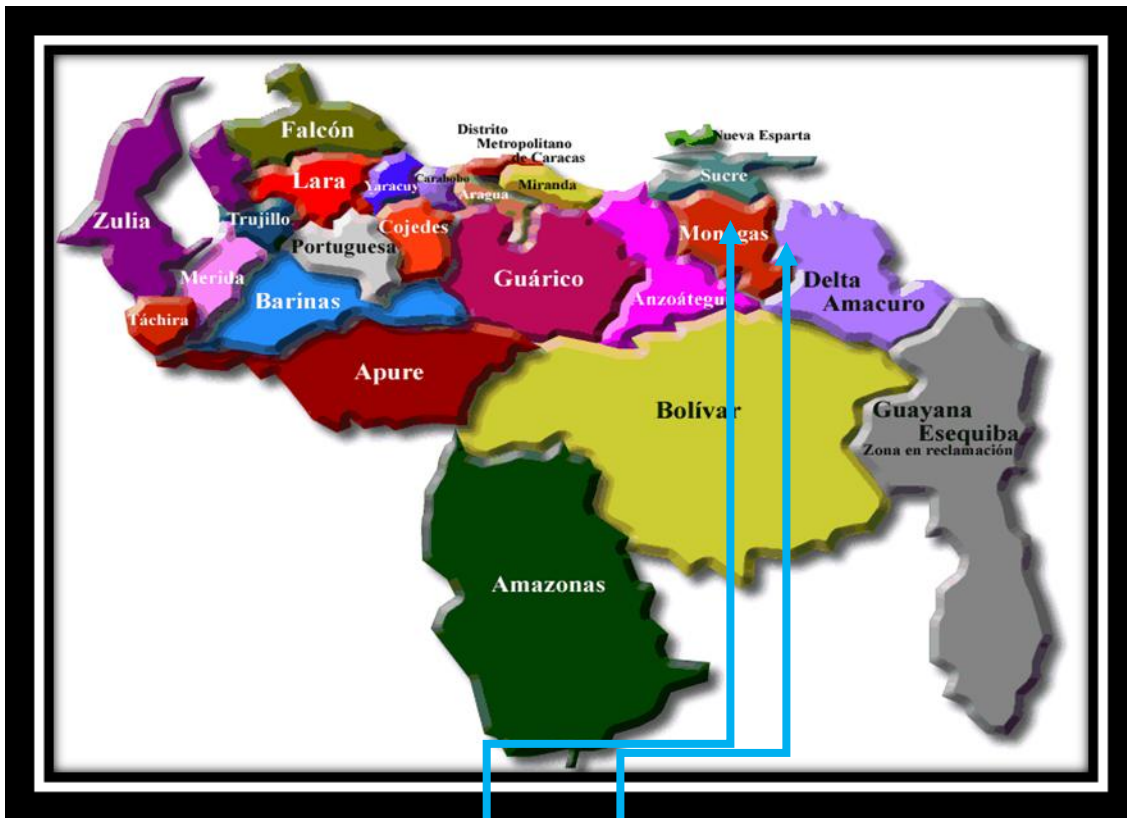 Falcón
Distrito
Metropolitano
de Caracas
Nueva Esparta
Lara
Yaracuy
Carabobo
Aragua
Miranda
Sucre
Zulia
Trujillo
Portuguesa
Cojedes
Monagas
Merida
Barinas
Guárico
Anzoátegui
Delta
Amacuro
Táchira
Apure
Bolívar
Guayana
Esequiba
Zona en reclamación
Amazonas